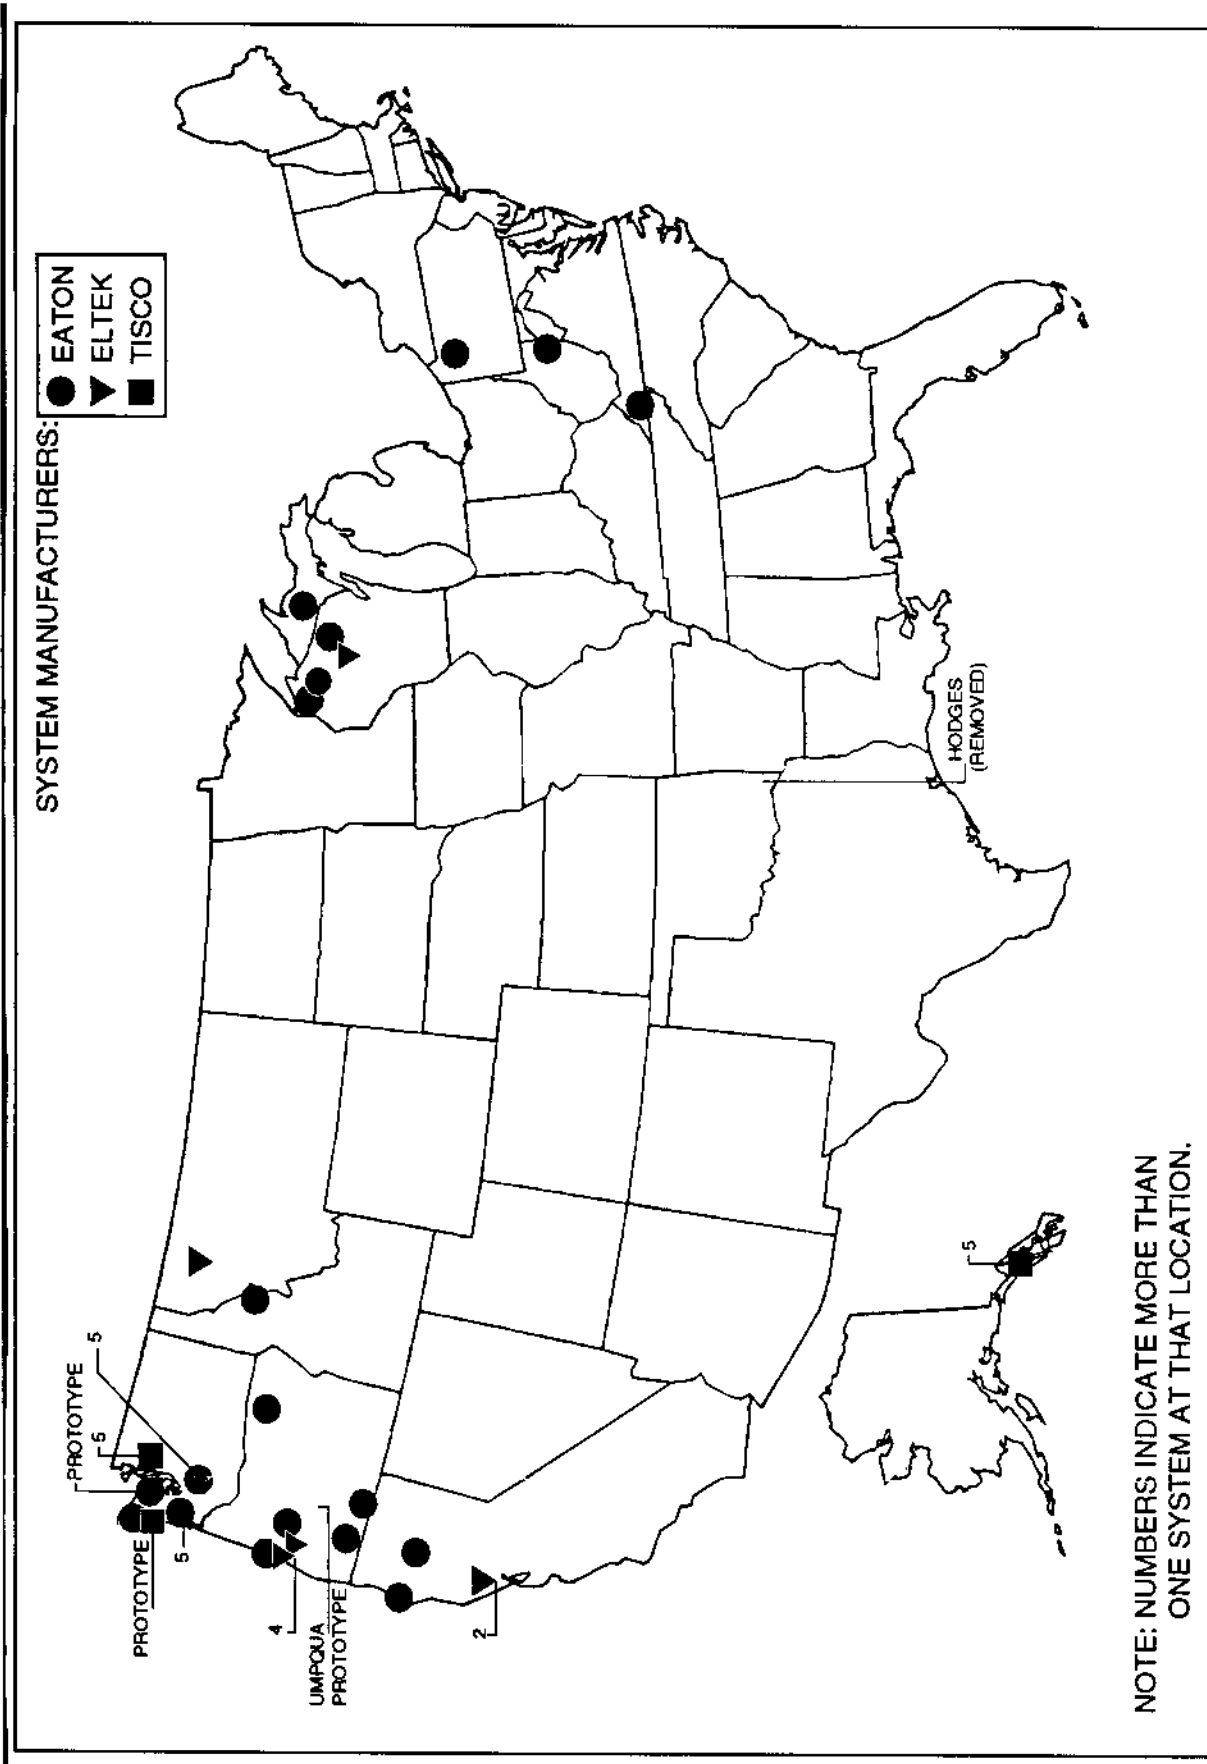 SYSTEM MANUFACTURERS:
EATON
ELTEK
TISCO
PROTOTYPE
5
5
PROTOTYPE
5
4
UMPQUA
PROTOTYPE
2
HODGES
(REMOVED)
5
NOTE: NUMBERS INDICATE MORE THAN
ONE SYSTEM AT THAT LOCATION.